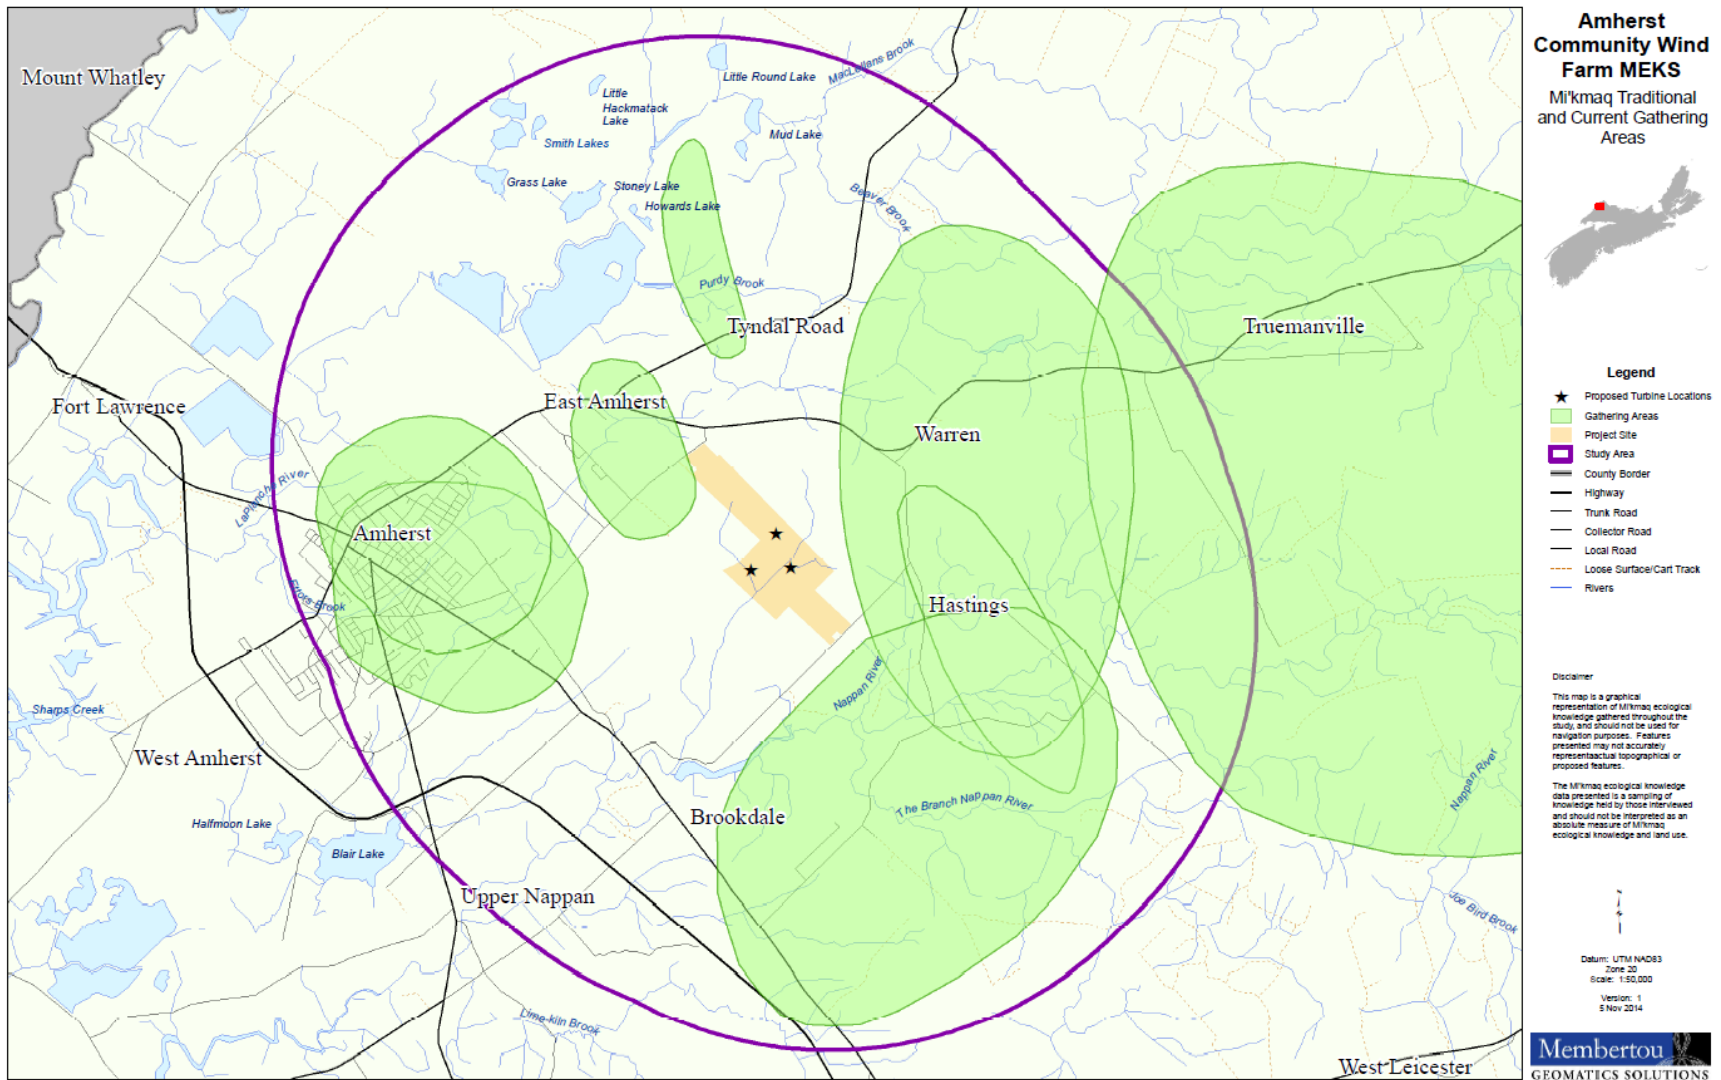 Amherst
Community Wind
Farm MEKS
Mi'kmaq Traditional
and Current Gathering
Areas
Legend
Proposed Turbine Locations
Gathering Areas
Project Site
Study Area
County Border
Highway
Trunk Road
Collector Road
Local Road
Loose Surface/Cart Track
Rivers
Disclaimer
This map is a graphical
representation of Mi'kmaq ecological
knowledge gathered throughout the
study, and should not be used for
navigation purposes. Features
presented may not accurately
representaactual topographical or
proposed features.
The Mi'kmaq ecological knowledge
data presented is a sampling of
knowledge held by those interviewed
and should not be interpreted as an
absolute measure of Mi'kmaq
ecological knowledge and land use.
N
Datum: UTM NAD83
Zone 20
Scale: 1:50,000
Version: 1
5 Nov 2014
Membertou
GEOMATICS SOLUTIONS
Mount Whatley
Little Round Lake
MacLellans Brook
Little
Hackmatack
Lake
Smith Lakes
Mud Lake
Grass Lake
Stoney Lake
Howards Lake
Beaver Brook
Purdy Brook
Tyndal Road
Truemanville
Fort Lawrence
East Amherst
Warren
LaPlanche River
Amherst
Errots Brook
Hastings
Nappan River
Sharps Creek
West Amherst
The Branch Nappan River
Nappan River
Brookdale
Halfmoon Lake
Blair Lake
Upper Nappan
Joe Bird Brook
Lime-kiln Brook
West Leicester